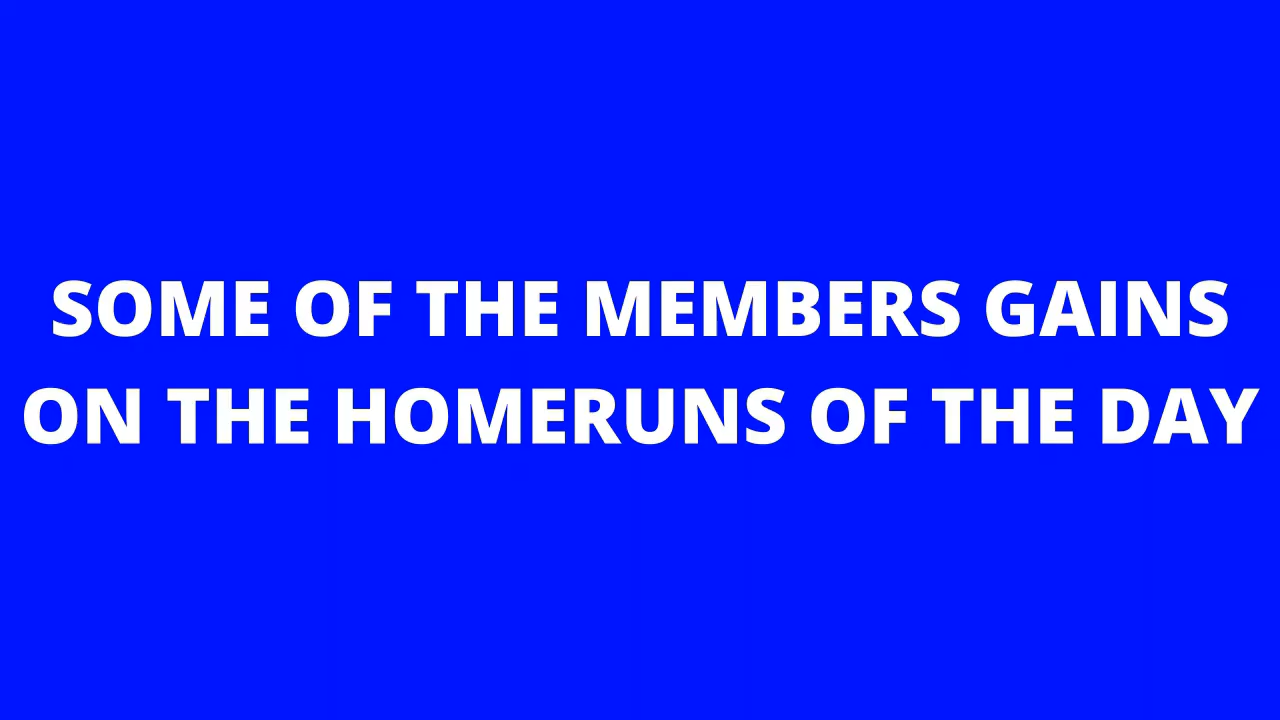 SOME OF THE MEMBERS GAINS
ON THE HOMERUNS OF THE DAY